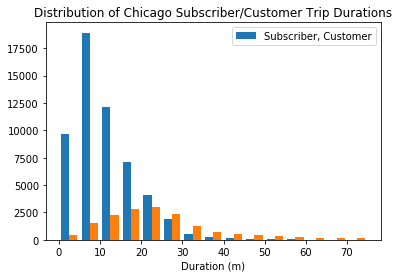 Distribution of Chicago Subscriber/Customer Trip Durations
Subscriber, Customer
17500
15000
12500
10000
7500
5000
2500
0
0 10 20 30 40 50 60 70
Duration (m)